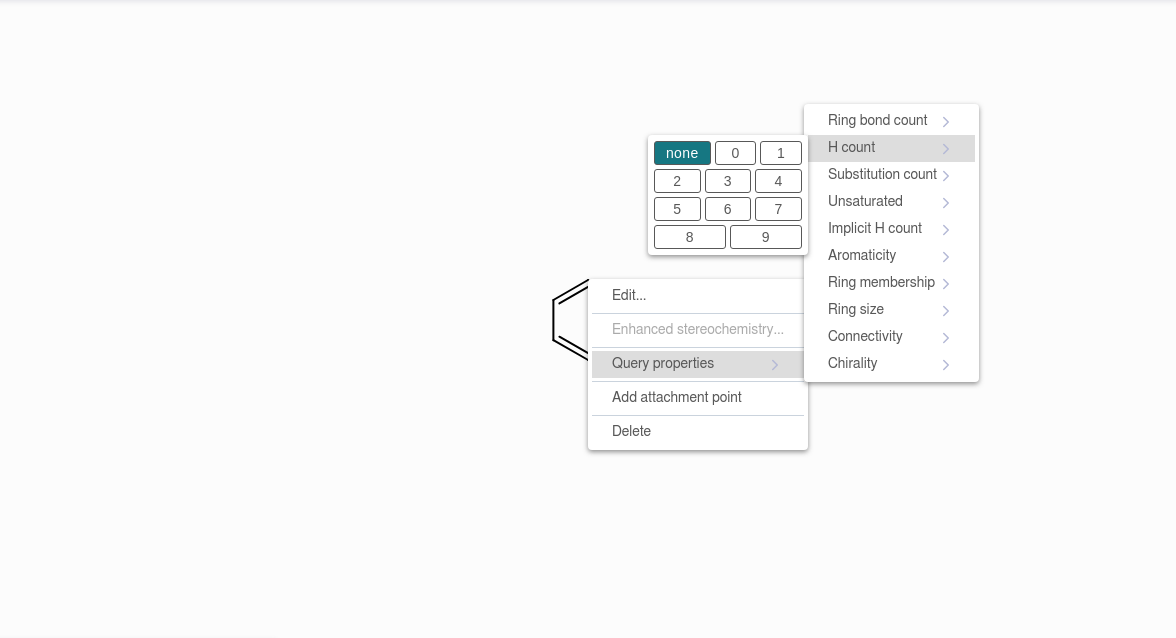 Ring bond count
H count
Substitution count
Unsaturated
Implicit H count
Aromaticity
Ring membership
Ring size
Connectivity
Chirality
none 0 1
2 3 4
5 6 7
8 9
Edit...
Enhanced stereochemistry...
Query properties
Add attachment point
Delete